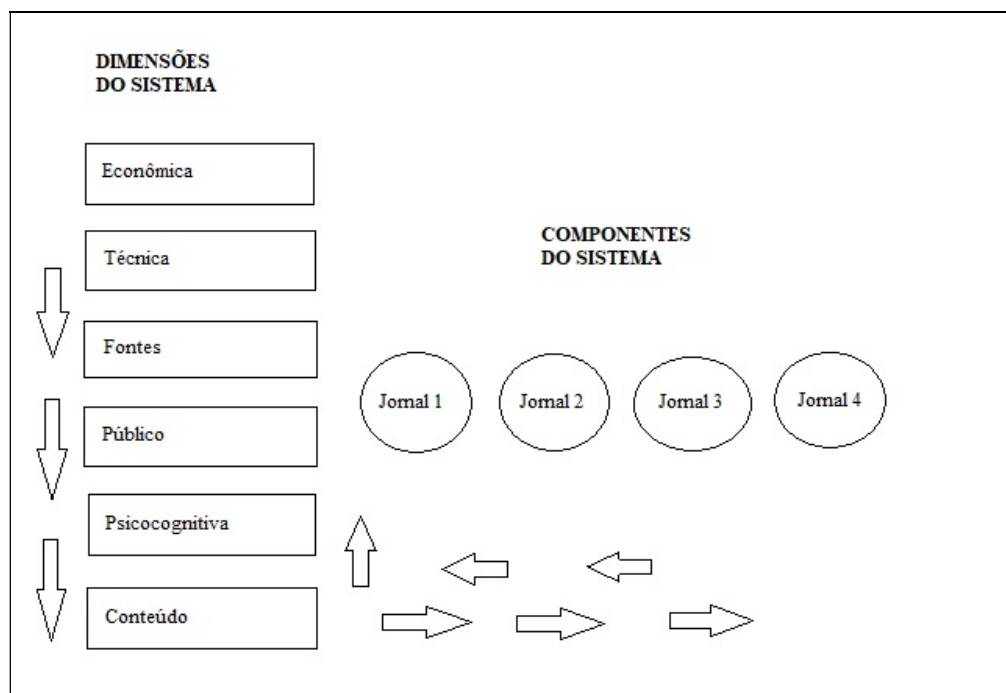 DIMENSÕES
DO SISTEMA
Econômica
Técnica
Fontes
Público
Psicocognitiva
Conteúdo
COMPONENTES
DO SISTEMA
Jornal 1
Jornal 2
Jornal 3
Jornal 4